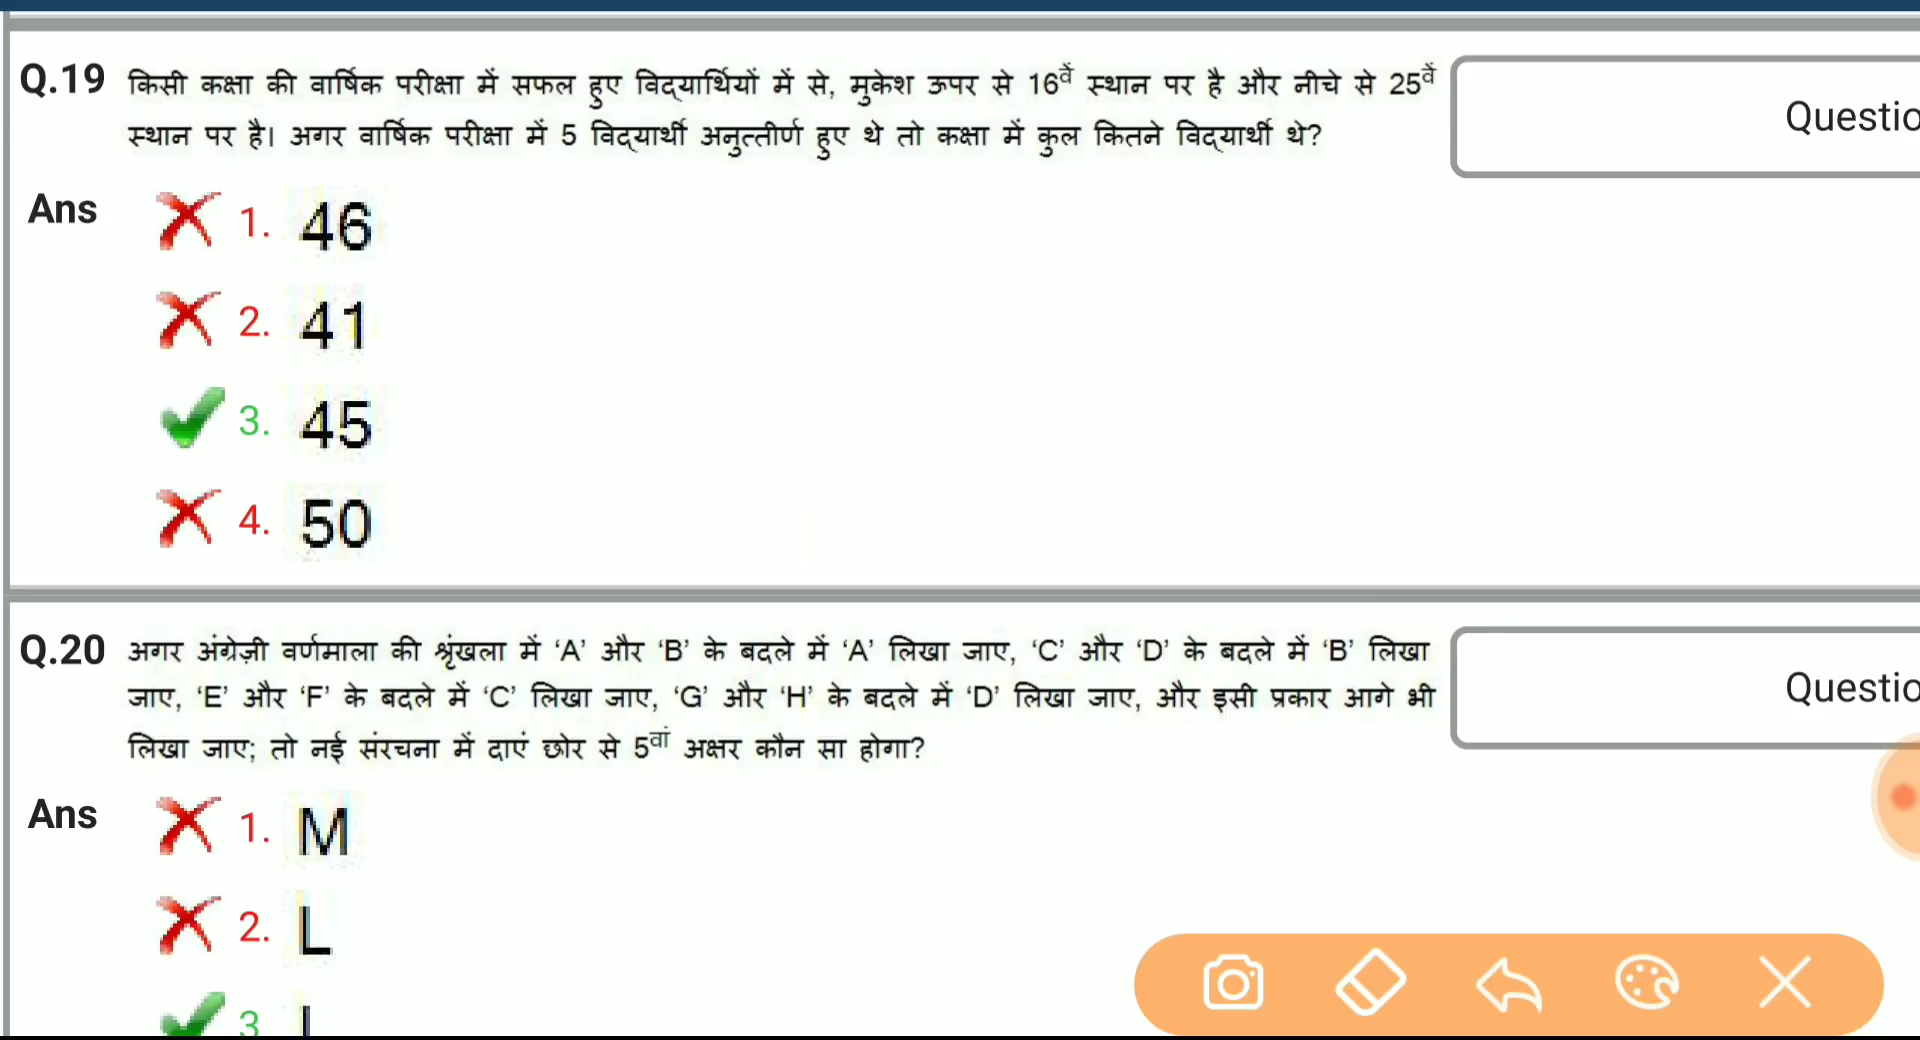 Q.19 किसी कक्षा की वार्षिक परीक्षा में सफल हुए विद्यार्थियों में से, मुकेश ऊपर से 16वें स्थान पर है और नीचे से 25वें
स्थान पर है। अगर वार्षिक परीक्षा में 5 विद्यार्थी अनुत्तीर्ण हुए थे तो कक्षा में कुल कितने विद्यार्थी थे?
Questio
Ans 1. 46
2. 41
3. 45
4. 50
Q.20 अगर अंग्रेज़ी वर्णमाला की श्रृंखला में ‘A’ और ‘B’ के बदले में ‘A’ लिखा जाए, ‘C’ और ‘D’ के बदले में ‘B’ लिखा
जाए, ‘E’ और ‘F’ के बदले में ‘C’ लिखा जाए, ‘G’ और ‘H’ के बदले में ‘D’ लिखा जाए, और इसी प्रकार आगे भी
लिखा जाए; तो नई संरचना में दाएं छोर से 5वां अक्षर कौन सा होगा?
Questio
Ans 1. M
2. L
3